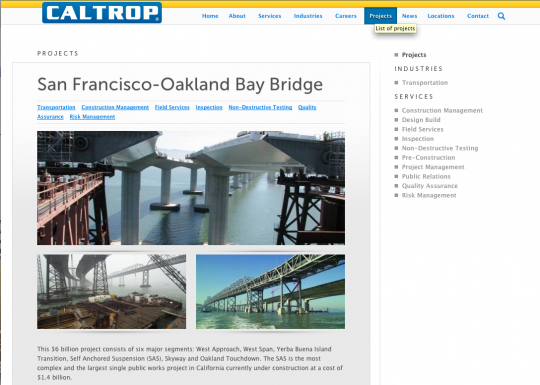 CALTROP®
Home About Services Industries Careers Projects News Locations Contact
List of projects
PROJECTS
San Francisco-Oakland Bay Bridge
Transportation Construction Management Field Services Inspection Non-Destructive Testing Quality
Assurance Risk Management
This $6 billion project consists of six major segments: West Approach, West Span, Yerba Buena Island
Transition, Self Anchored Suspension (SAS), Skyway and Oakland Touchdown. The SAS is the most
complex and the largest single public works project in California currently under construction at a cost of
$1.4 billion.
Projects
INDUSTRIES
Transportation
SERVICES
Construction Management
Design Build
Field Services
Inspection
Non-Destructive Testing
Pre-Construction
Project Management
Public Relations
Quality Assurance
Risk Management